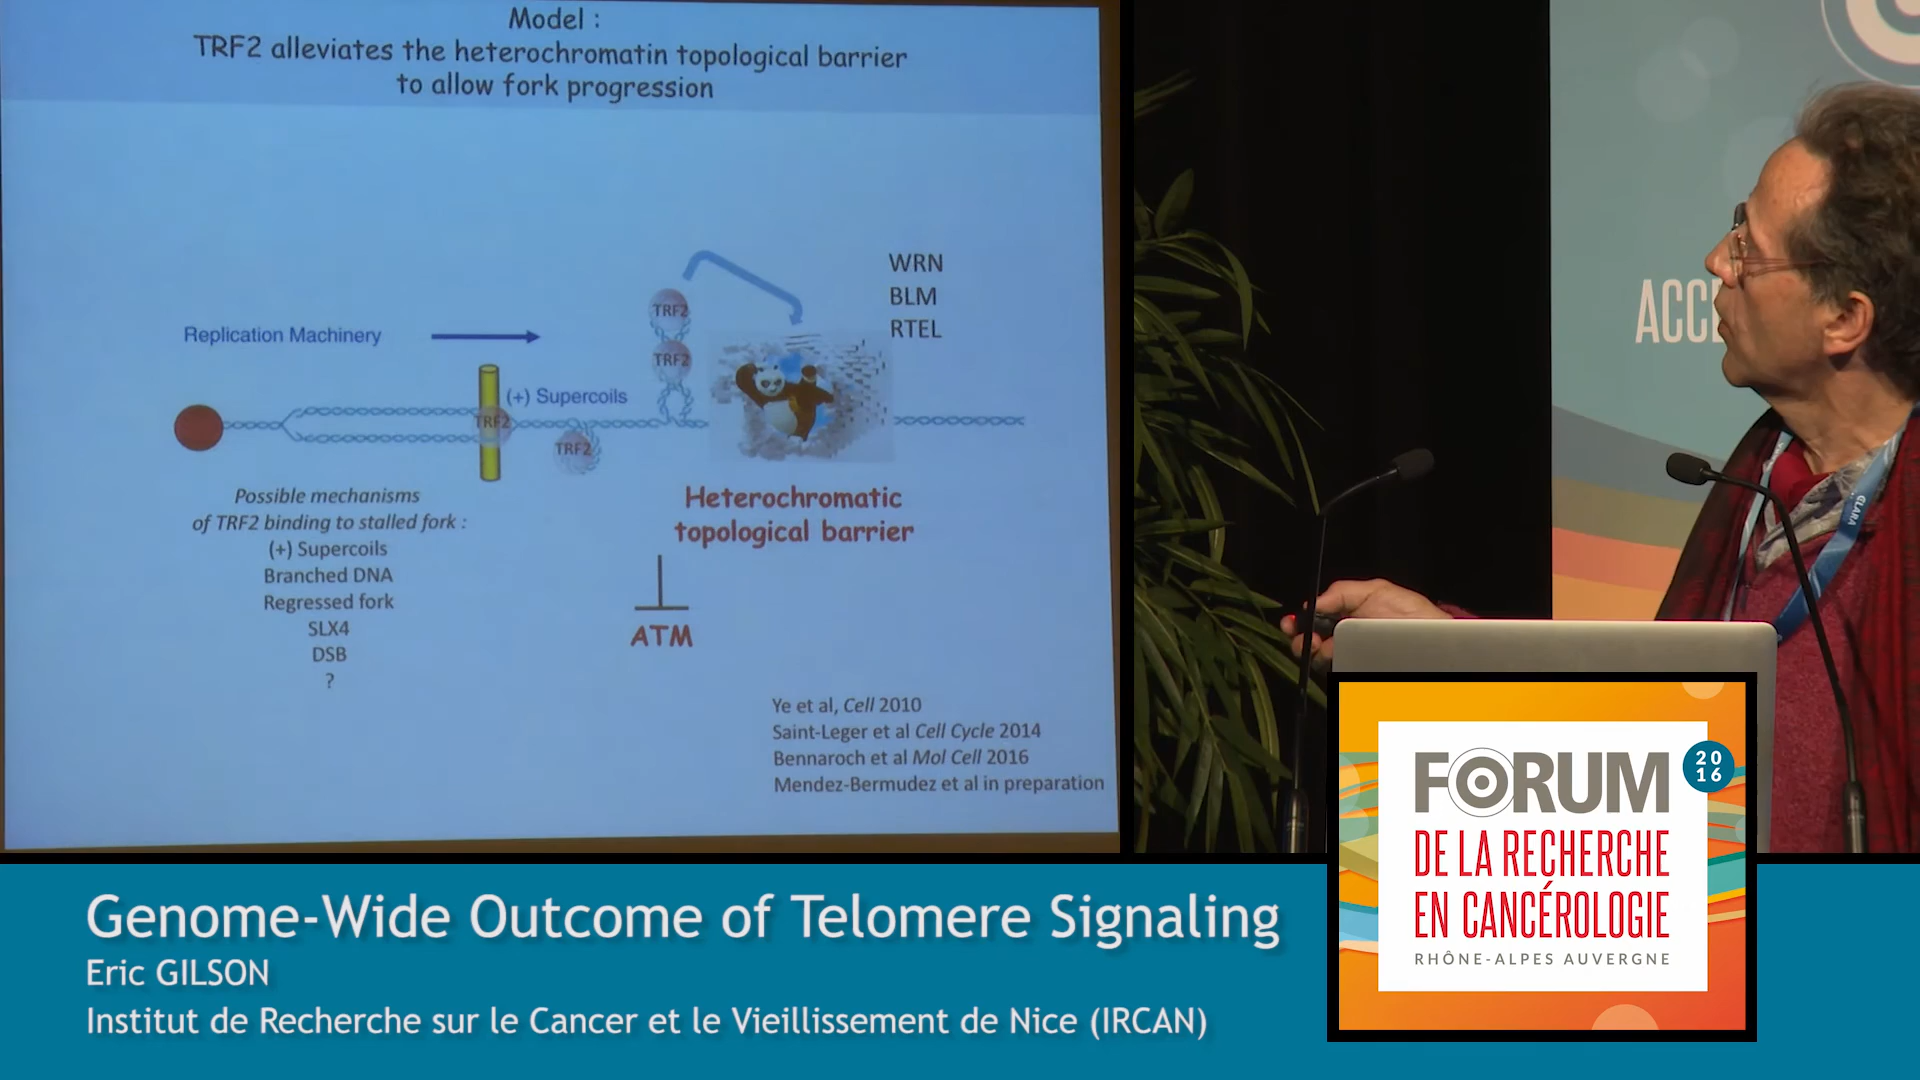 Model :
TRF2 alleviates the heterochromatin topological barrier
to allow fork progression
WRN
BLM
RTEL
TRF2
TRF2
Replication Machinery
(+) Supercoils
TRF2
TRF2
Possible mechanisms
of TRF2 binding to stalled fork :
(+) Supercoils
Branched DNA
Regressed fork
SLX4
DSB
?
Heterochromatic
topological barrier
ATM
Ye et al, Cell 2010
Saint-Leger et al Cell Cycle 2014
Bennaroch et al Mol Cell 2016
Mendez-Bermudez et al in preparation
ACCE
CLARA
FORUM
20
16
DE LA RECHERCHE
EN CANCÉROLOGIE
RHÔNE-ALPES AUVERGNE
Genome-Wide Outcome of Telomere Signaling
Eric GILSON
Institut de Recherche sur le Cancer et le Vieillissement de Nice (IRCAN)